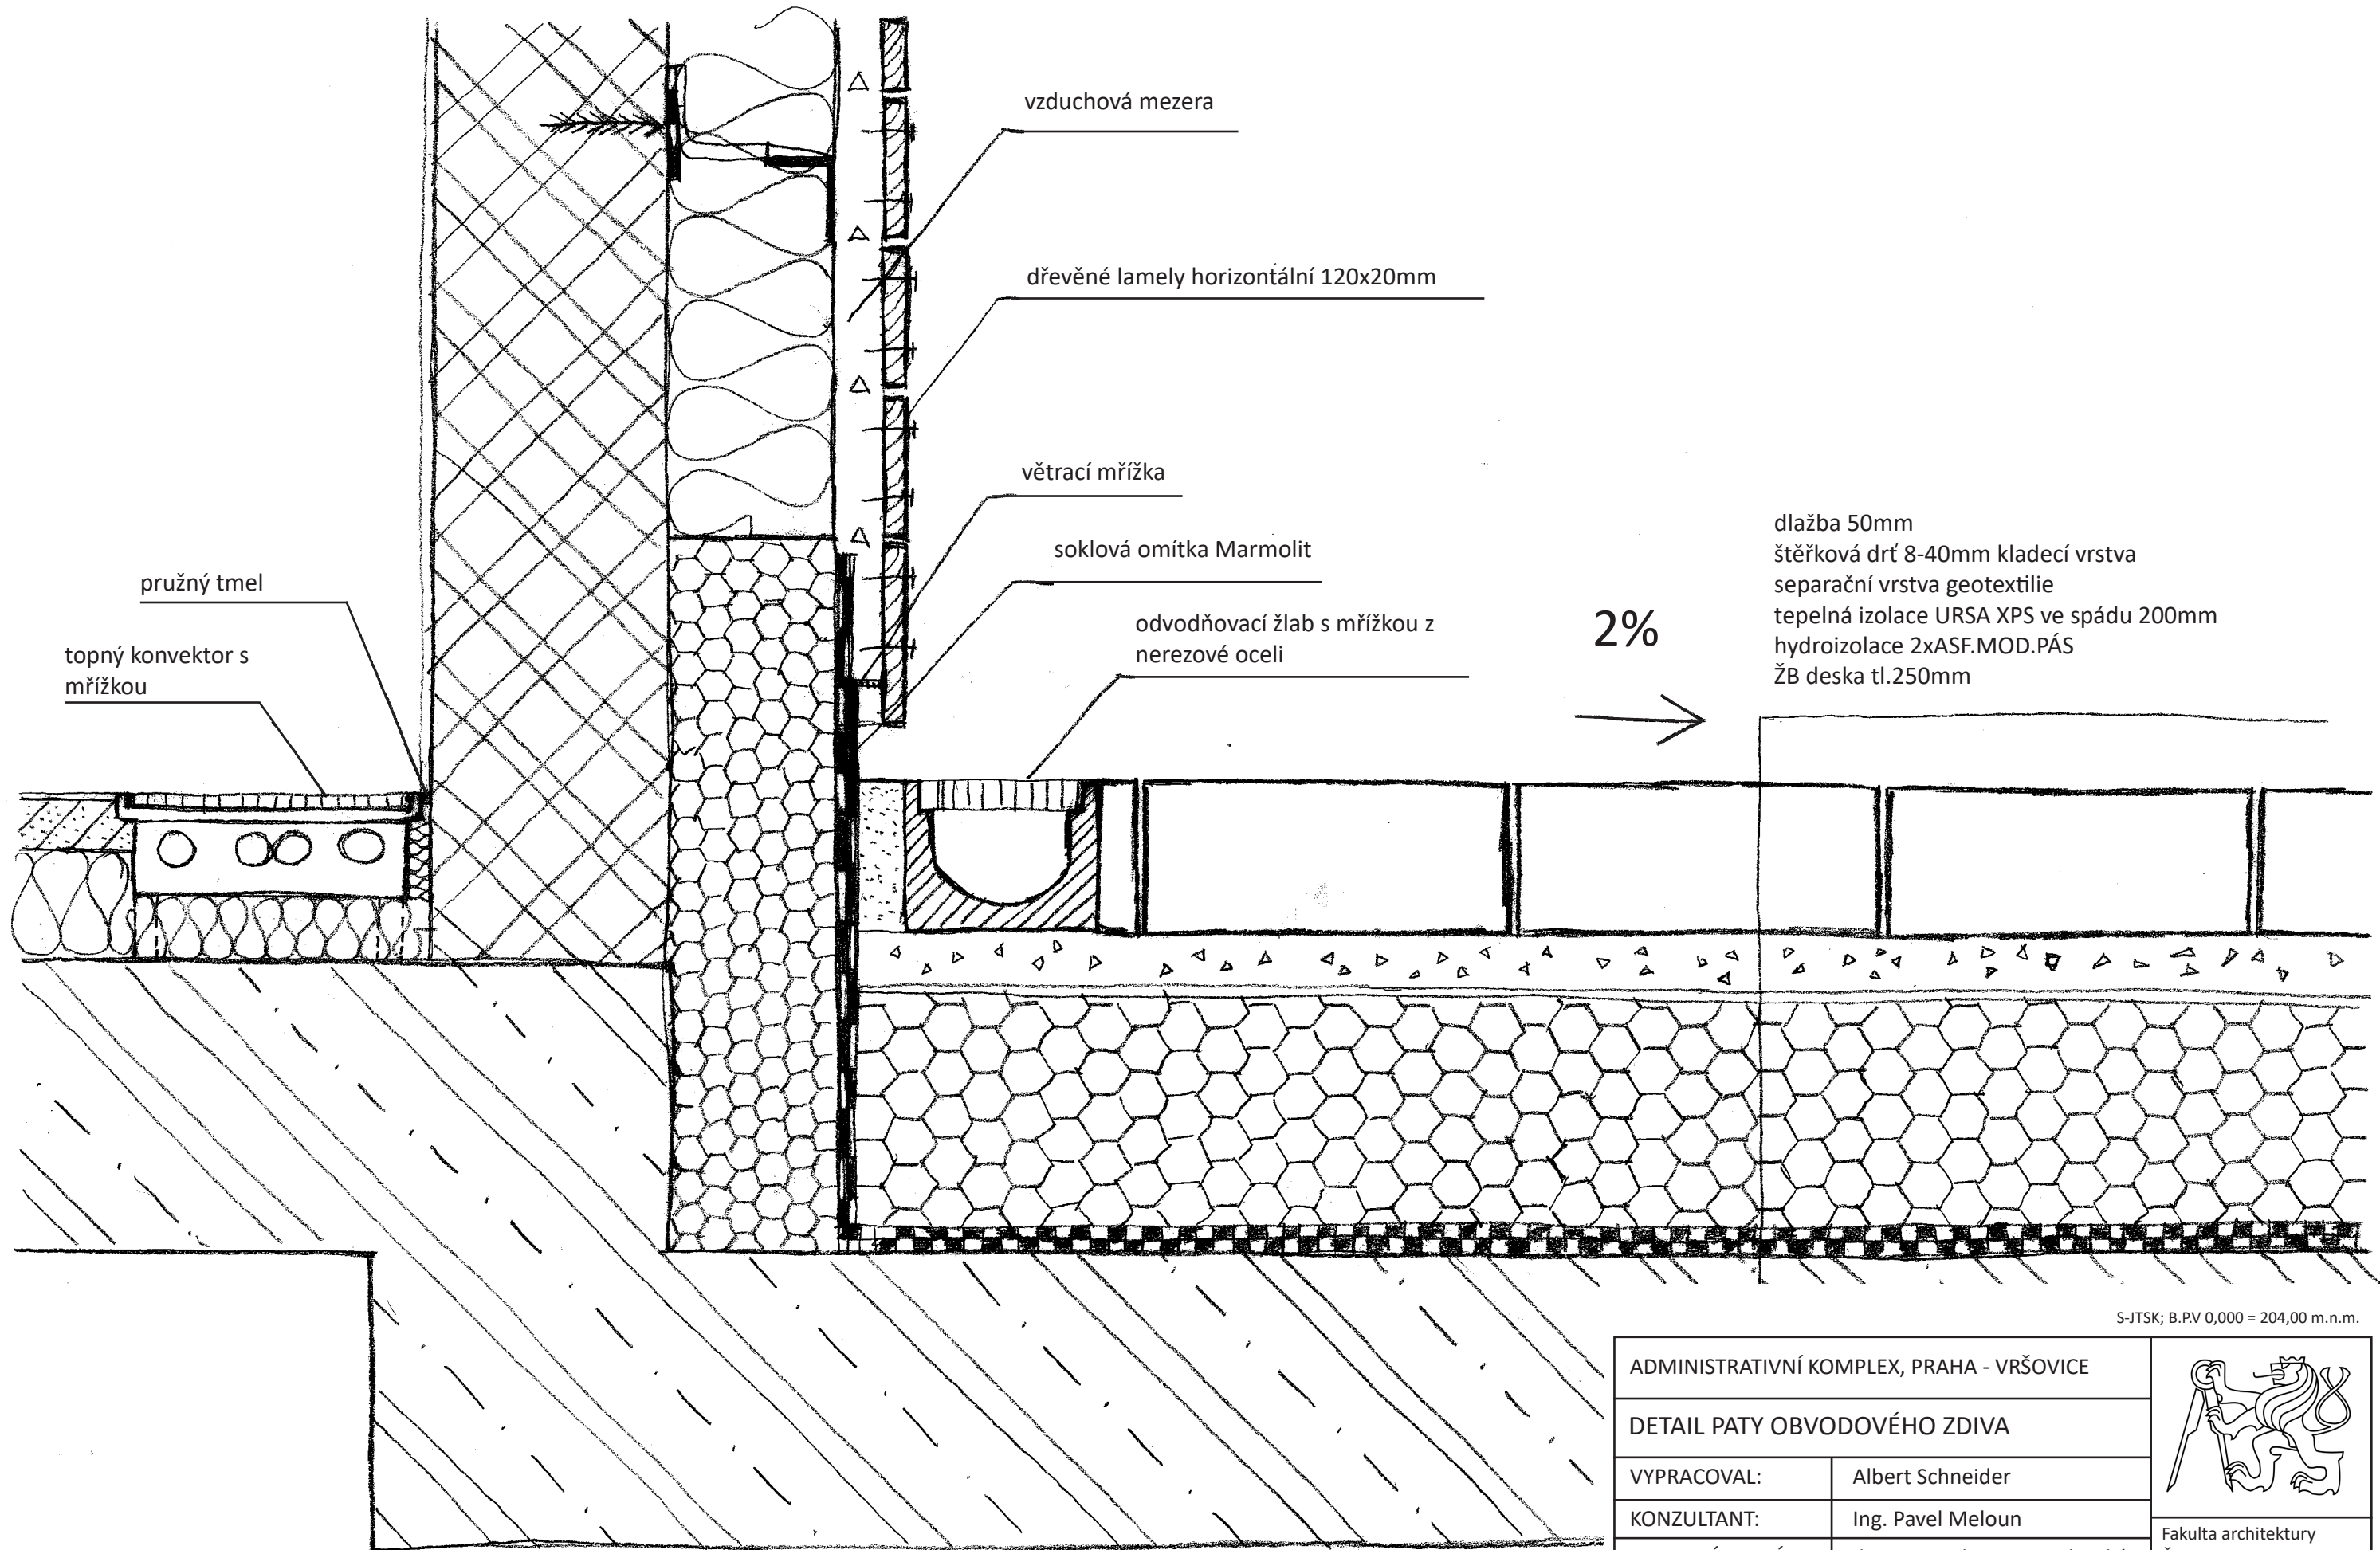 vzduchová mezera
dřevěné lamely horizontální 120x20mm
větrací mřížka
soklová omítka Marmolit
odvodňovací žlab s mřížkou z
nerezové oceli
pružný tmel
topný konvektor s
mřížkou
2%
dlažba 50mm
štěřková drť 8-40mm kladecí vrstva
separační vrstva geotextilie
tepelná izolace URSA XPS ve spádu 200mm
hydroizolace 2xASF.MOD.PÁS
ŽB deska tl.250mm
S-JTSK; B.P.V 0,000 = 204,00 m.n.m.
ADMINISTRATIVNÍ KOMPLEX, PRAHA - VRŠOVICE
DETAIL PATY OBVODOVÉHO ZDIVA
VYPRACOVAL: Albert Schneider
KONZULTANT: Ing. Pavel Meloun
Fakulta architektury